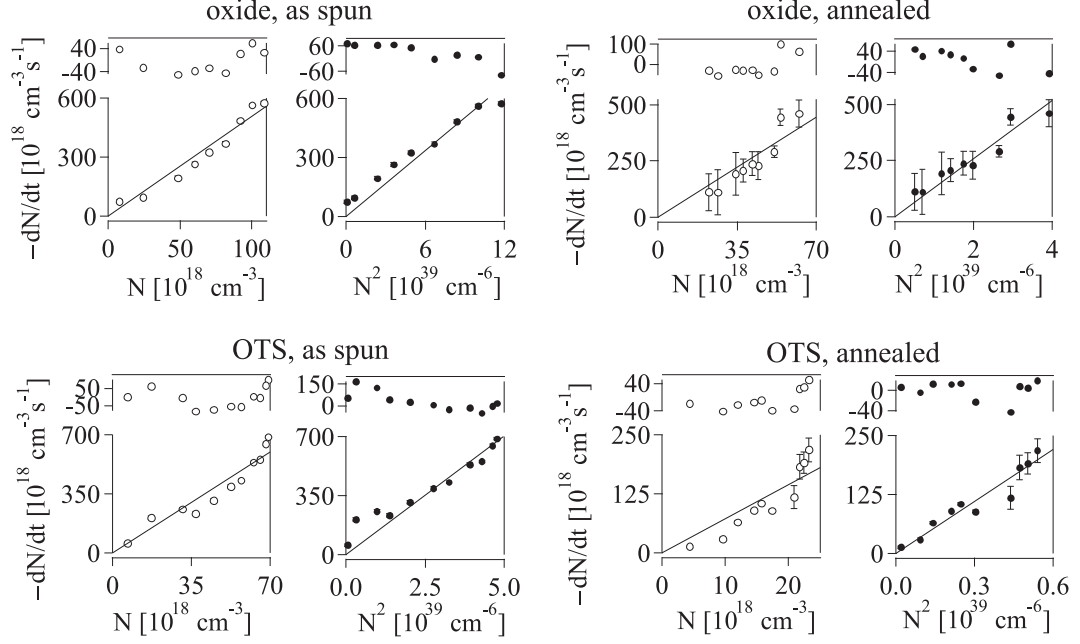 oxide, as spun
oxide, annealed
−dN/dt [10^18 cm^-3 s^-1]
40
-40
600
300
0
0 50 100
N [10^18 cm^-3]
60
-60
0 6 12
N^2 [10^39 cm^-6]
−dN/dt [10^18 cm^-3 s^-1]
100
0
500
250
0
0 35 70
N [10^18 cm^-3]
40
-40
0 2 4
N^2 [10^39 cm^-6]
OTS, as spun
OTS, annealed
−dN/dt [10^18 cm^-3 s^-1]
50
-50
700
350
0
0 35 70
N [10^18 cm^-3]
150
0
700
350
0
0.0 2.5 5.0
N^2 [10^39 cm^-6]
−dN/dt [10^18 cm^-3 s^-1]
40
-40
250
125
0
0 10 20
N [10^18 cm^-3]
0
-40
250
125
0
0.0 0.3 0.6
N^2 [10^39 cm^-6]